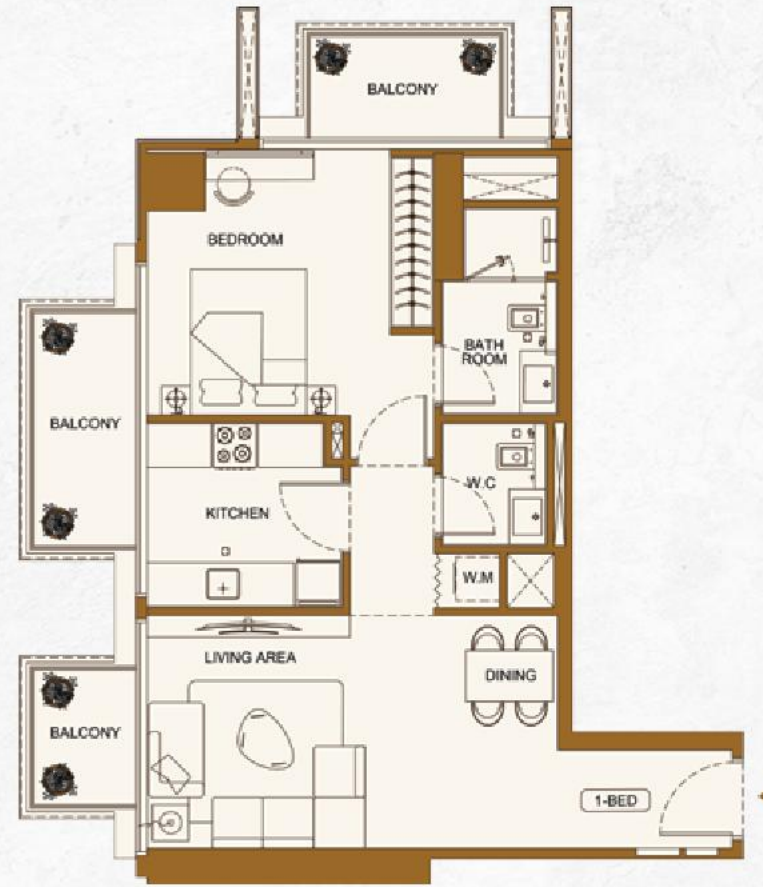 BALCONY
BEDROOM
BATH
ROOM
BALCONY
W.C
KITCHEN
W.M
LIVING AREA
DINING
BALCONY
1-BED